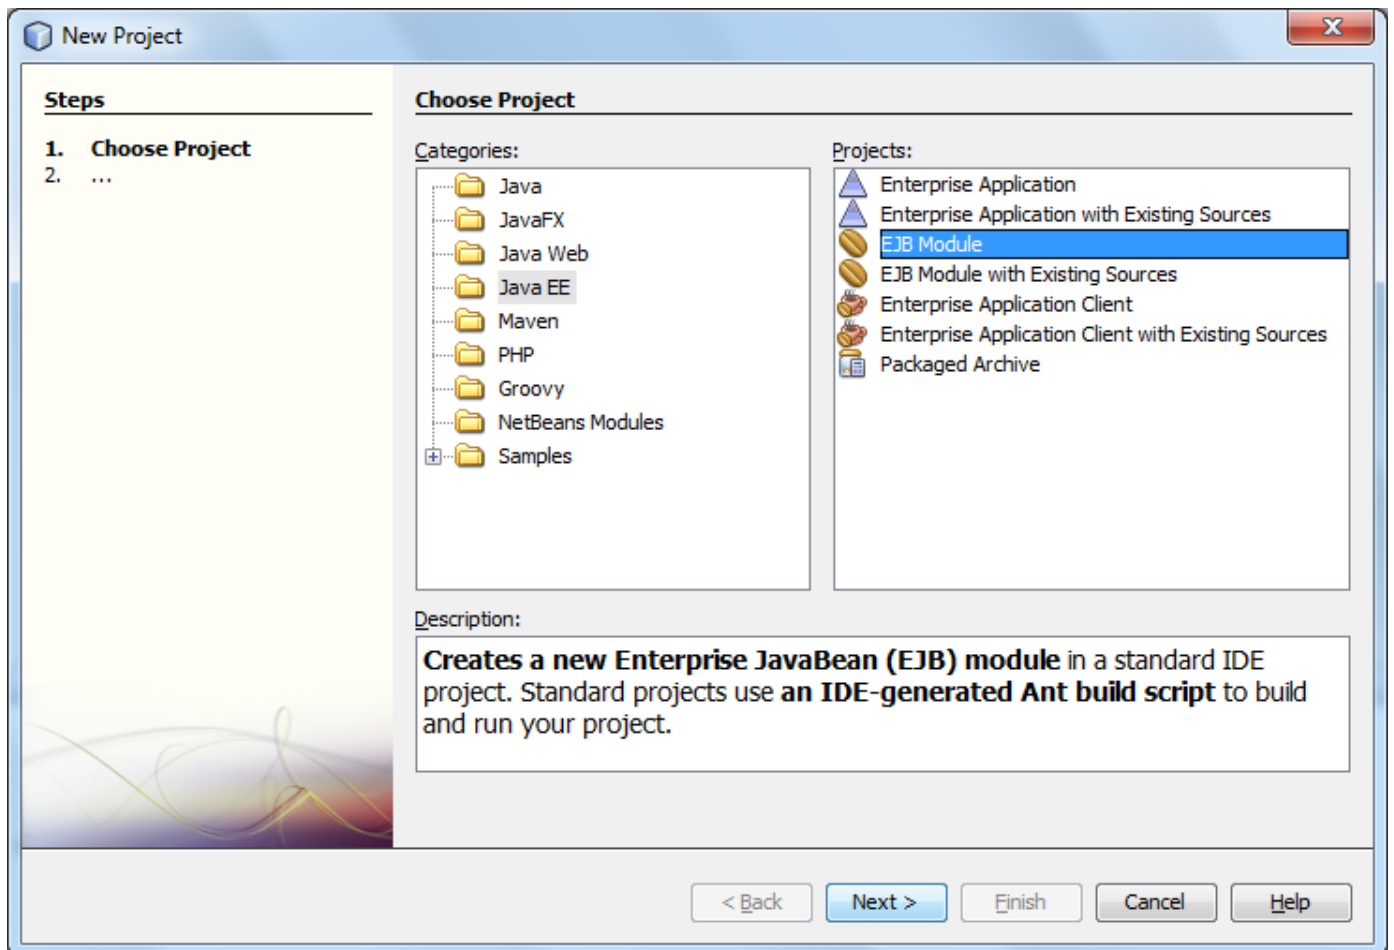 New Project
Steps
1. Choose Project
2. ...
Choose Project
Categories:
Java
JavaFX
Java Web
Java EE
Maven
PHP
Groovy
NetBeans Modules
Samples
Projects:
Enterprise Application
Enterprise Application with Existing Sources
EJB Module
EJB Module with Existing Sources
Enterprise Application Client
Enterprise Application Client with Existing Sources
Packaged Archive
Description:
Creates a new Enterprise JavaBean (EJB) module in a standard IDE
project. Standard projects use an IDE-generated Ant build script to build
and run your project.
< Back
Next >
Finish
Cancel
Help